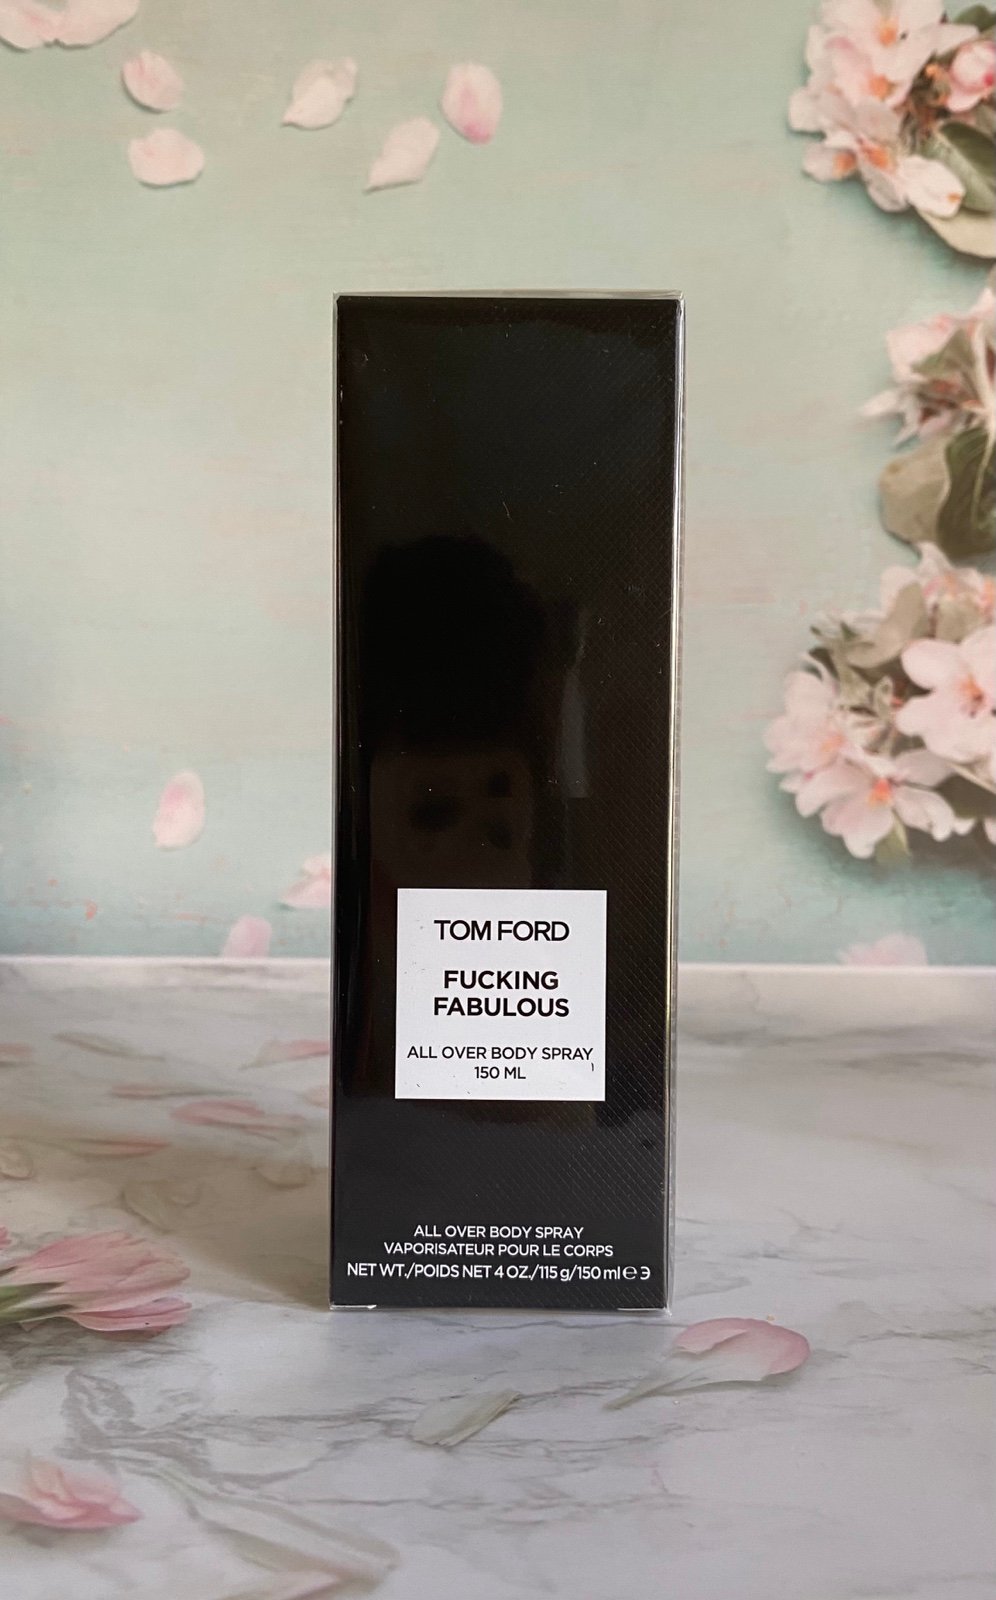 TOM FORD
FUCKING
FABULOUS
ALL OVER BODY SPRAY
150 ML
ALL OVER BODY SPRAY
VAPORISATEUR POUR LE CORPS
NET WT./POIDS NET 4 OZ./115 g/150 ml ℮ ‎϶